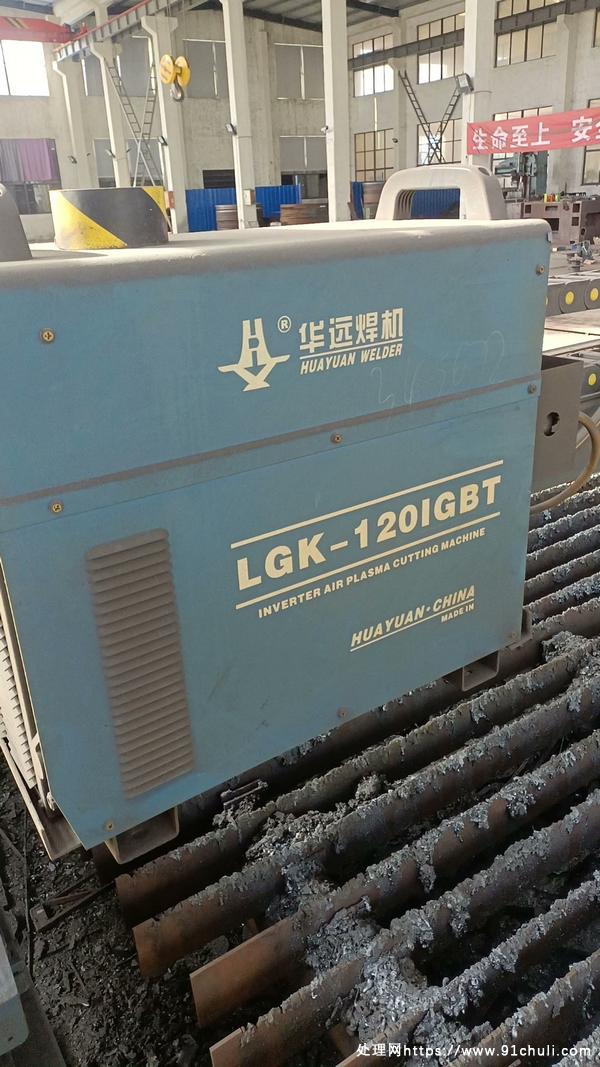 生命至上 安
®
华远焊机
HUAYUAN WELDER
LGK-120IGBT
INVERTER AIR PLASMA CUTTING MACHINE
HUAYUAN·CHINA
MADE IN
处理网https://www.91chuli.com/